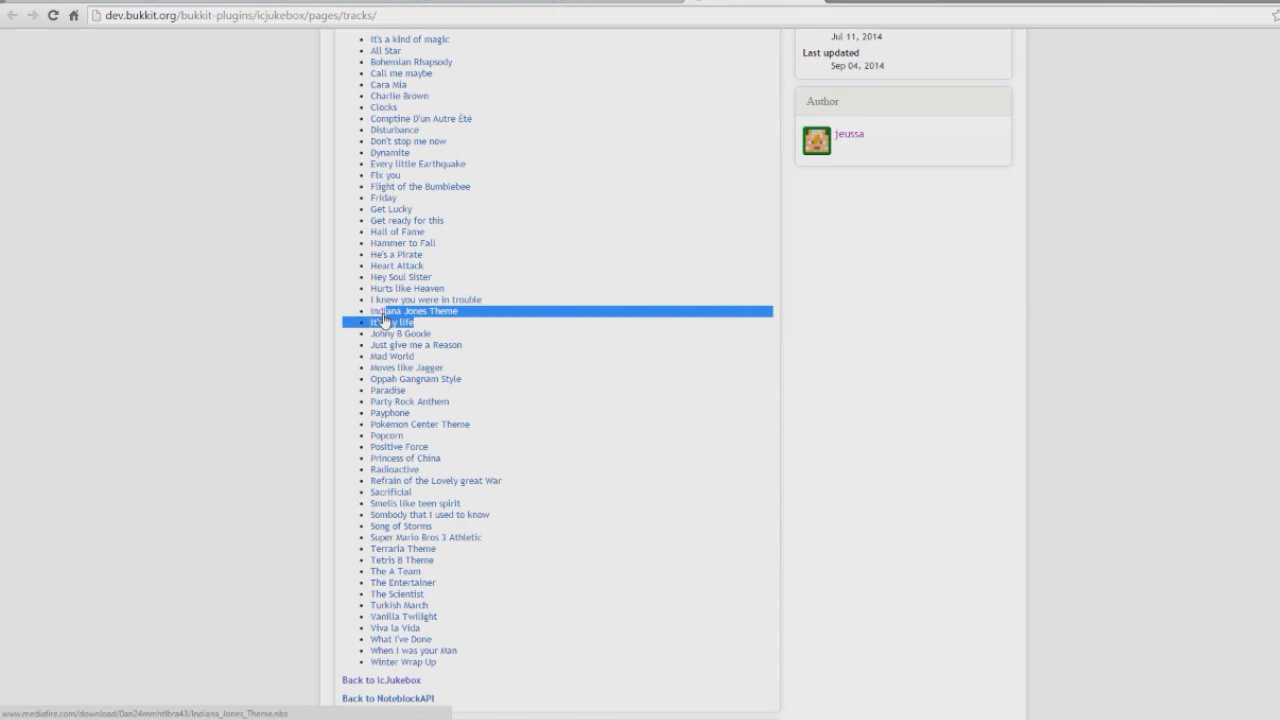 dev.bukkit.org/bukkit-plugins/icjukebox/pages/tracks/
It's a kind of magic
All Star
Bohemian Rhapsody
Call me maybe
Cara Mia
Charlie Brown
Clocks
Comptine D'un Autre Été
Disturbance
Don't stop me now
Dynamite
Every little Earthquake
Fix you
Flight of the Bumblebee
Friday
Get Lucky
Get ready for this
Hall of Fame
Hammer to Fall
He's a Pirate
Heart Attack
Hey Soul Sister
Hurts like Heaven
I knew you were in trouble
Indiana Jones Theme
It's my life
Johny B Goode
Just give me a Reason
Mad World
Moves like Jagger
Oppah Gangnam Style
Paradise
Party Rock Anthem
Payphone
Pokemon Center Theme
Popcorn
Positive Force
Princess of China
Radioactive
Refrain of the Lovely great War
Sacrificial
Smells like teen spirit
Sombody that I used to know
Song of Storms
Super Mario Bros 3 Athletic
Terraria Theme
Tetris B Theme
The A Team
The Entertainer
The Scientist
Turkish March
Vanilla Twilight
Viva la Vida
What I've Done
When I was your Man
Winter Wrap Up
Back to icJukebox
Back to NoteblockAPI
Jul 11, 2014
Last updated
Sep 04, 2014
Author
jeussa